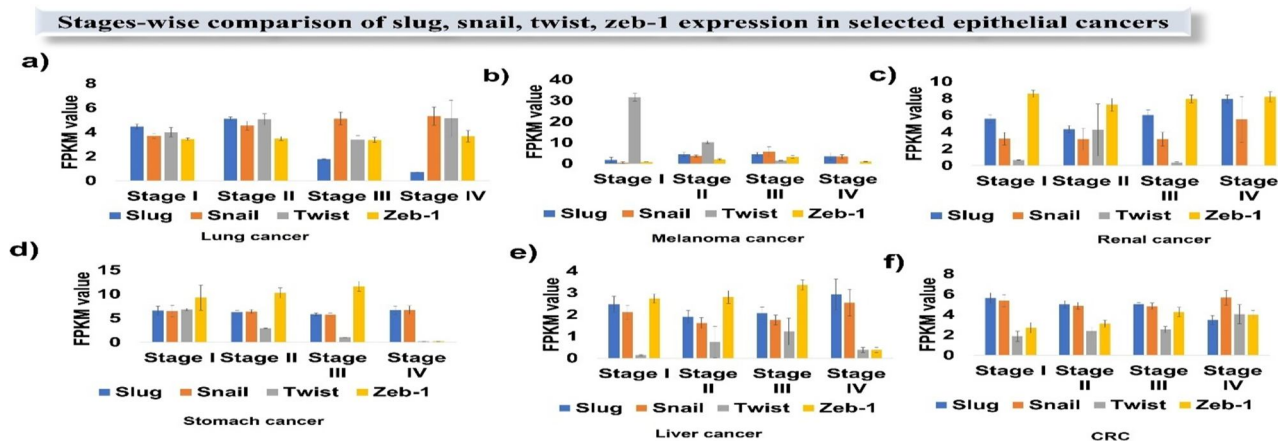 Stages-wise comparison of slug, snail, twist, zeb-1 expression in selected epithelial cancers
a)
FPKM value
8
6
4
2
0
Stage I Stage II Stage III Stage IV
Slug Snail Twist Zeb-1
Lung cancer
b)
FPKM value
40
30
20
10
0
Stage I Stage II Stage III Stage IV
Slug Snail Twist Zeb-1
Melanoma cancer
c)
FPKM value
10
8
6
4
2
0
Stage I Stage II Stage III Stage IV
Slug Snail Twist Zeb-1
Renal cancer
d)
FPKM value
15
10
5
0
Stage I Stage II Stage III Stage IV
Slug Snail Twist Zeb-1
Stomach cancer
e)
FPKM value
4
3
2
1
0
Stage I Stage II Stage III Stage IV
Slug Snail Twist Zeb-1
Liver cancer
f)
FPKM value
8
6
4
2
0
Stage I Stage II Stage III Stage IV
Slug Snail Twist Zeb-1
CRC